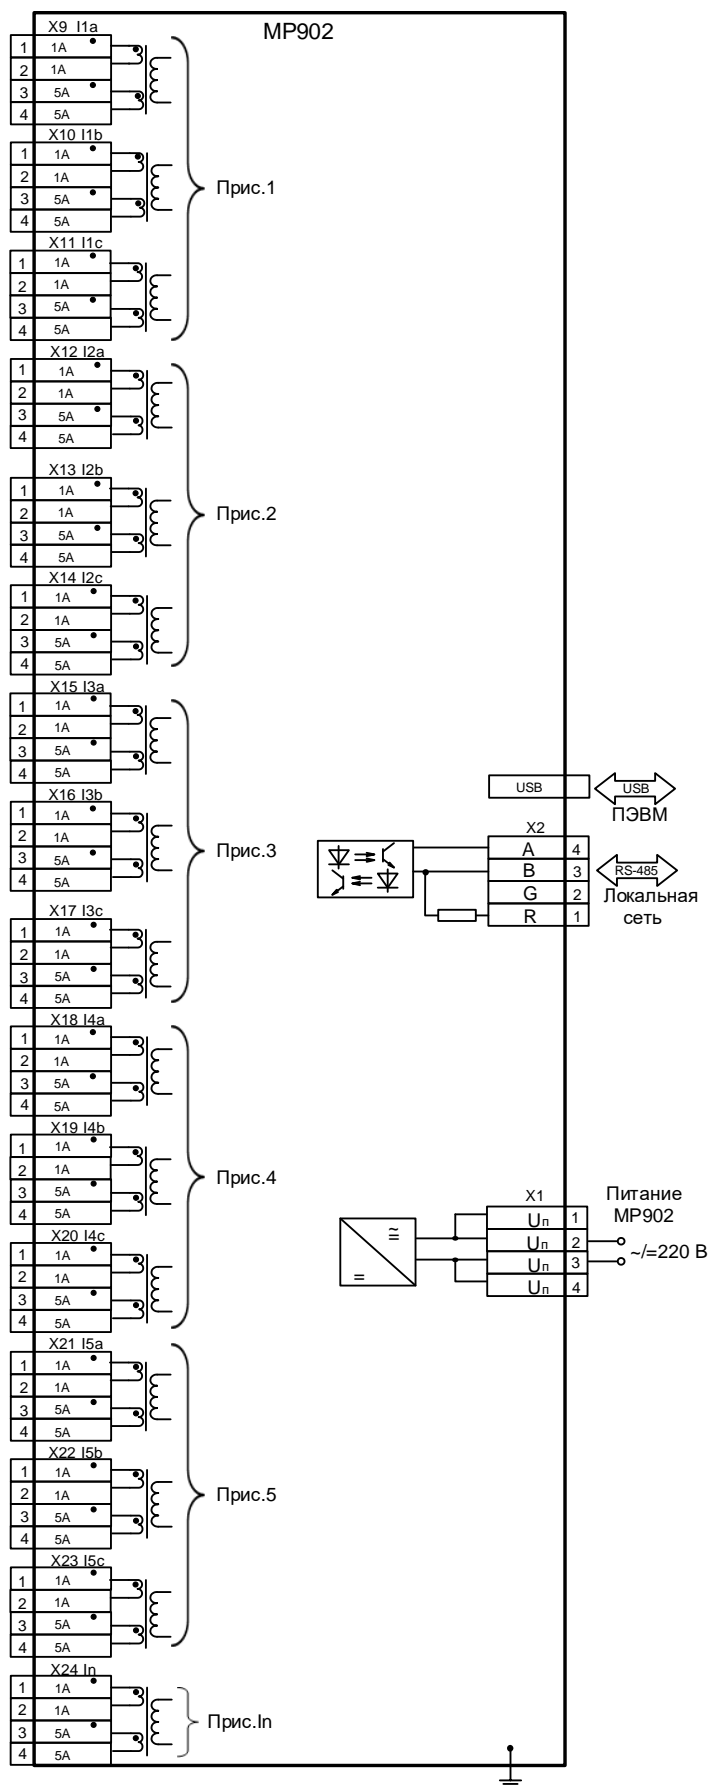 МР902
X9 I1a
1 1A
2 1A
3 5A
4 5A
X10 I1b
1 1A
2 1A
3 5A
4 5A
X11 I1c
1 1A
2 1A
3 5A
4 5A
Прис.1
X12 I2a
1 1A
2 1A
3 5A
4 5A
X13 I2b
1 1A
2 1A
3 5A
4 5A
X14 I2c
1 1A
2 1A
3 5A
4 5A
Прис.2
X15 I3a
1 1A
2 1A
3 5A
4 5A
X16 I3b
1 1A
2 1A
3 5A
4 5A
X17 I3c
1 1A
2 1A
3 5A
4 5A
Прис.3
X18 I4a
1 1A
2 1A
3 5A
4 5A
X19 I4b
1 1A
2 1A
3 5A
4 5A
X20 I4c
1 1A
2 1A
3 5A
4 5A
Прис.4
X21 I5a
1 1A
2 1A
3 5A
4 5A
X22 I5b
1 1A
2 1A
3 5A
4 5A
X23 I5c
1 1A
2 1A
3 5A
4 5A
Прис.5
X24 In
1 1A
2 1A
3 5A
4 5A
Прис.In
USB
USB
ПЭВМ
X2
A 4
B 3
G 2
R 1
RS-485
Локальная
сеть
X1
Uп 1
Uп 2
Uп 3
Uп 4
Питание
МР902
~/=220 В
≅
=